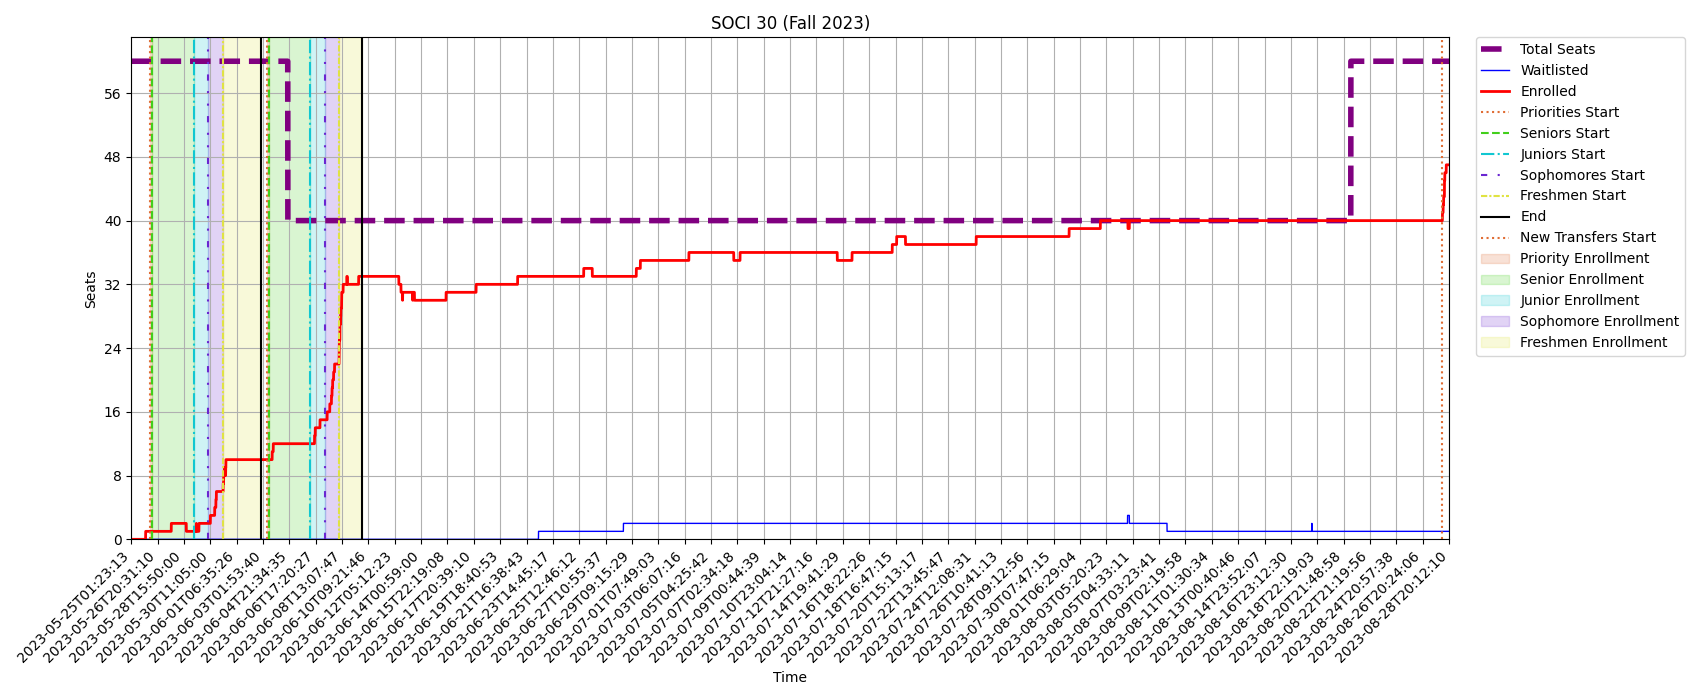 SOCI 30 (Fall 2023)
Seats
56
48
40
32
24
16
8
0
2023-05-25T01:23:13
2023-05-26T20:31:10
2023-05-28T15:50:00
2023-05-30T11:05:00
2023-06-01T06:35:26
2023-06-03T01:53:40
2023-06-04T21:34:35
2023-06-06T17:20:27
2023-06-08T13:07:47
2023-06-10T09:21:46
2023-06-12T05:12:23
2023-06-14T00:59:00
2023-06-15T22:19:08
2023-06-17T20:39:10
2023-06-19T18:40:53
2023-06-21T16:38:43
2023-06-23T14:45:17
2023-06-25T12:46:12
2023-06-27T10:55:37
2023-06-29T09:15:29
2023-07-01T07:49:03
2023-07-03T06:07:16
2023-07-05T04:25:42
2023-07-07T02:34:18
2023-07-09T00:44:39
2023-07-10T23:04:14
2023-07-12T21:27:16
2023-07-14T19:41:29
2023-07-16T18:22:26
2023-07-18T16:47:15
2023-07-20T15:13:17
2023-07-22T13:45:47
2023-07-24T12:08:31
2023-07-26T10:41:13
2023-07-28T09:12:56
2023-07-30T07:47:15
2023-08-01T06:29:04
2023-08-03T05:20:23
2023-08-05T04:33:11
2023-08-07T03:23:41
2023-08-09T02:19:58
2023-08-11T01:30:34
2023-08-13T00:40:46
2023-08-14T23:52:07
2023-08-16T23:12:30
2023-08-18T22:19:03
2023-08-20T21:48:58
2023-08-22T21:19:56
2023-08-24T20:57:38
2023-08-26T20:24:06
2023-08-28T20:12:10
Time
Total Seats
Waitlisted
Enrolled
Priorities Start
Seniors Start
Juniors Start
Sophomores Start
Freshmen Start
End
New Transfers Start
Priority Enrollment
Senior Enrollment
Junior Enrollment
Sophomore Enrollment
Freshmen Enrollment